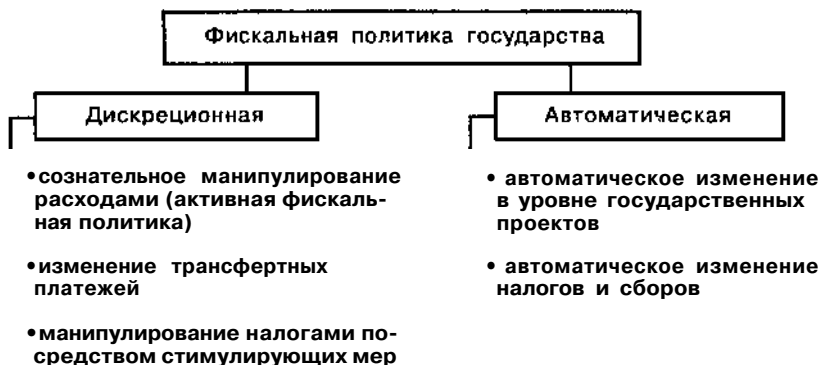 Фискальная политика государства
Дискреционная
•сознательное манипулирование
расходами (активная фискаль-
ная политика)
•изменение трансфертных
платежей
•манипулирование налогами по-
средством стимулирующих мер
Автоматическая
• автоматическое изменение
в уровне государственных
проектов
• автоматическое изменение
налогов и сборов